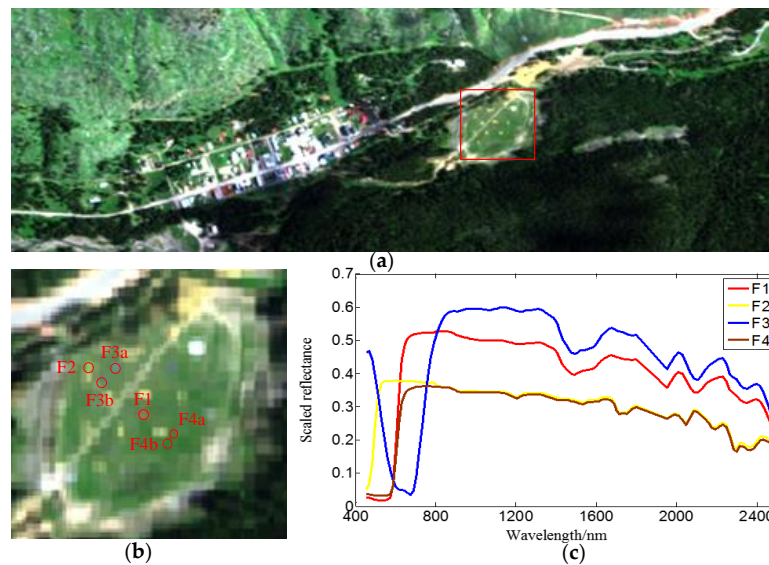 (a)
F3a
F2
F3b
F1
F4a
F4b
(b)
0.7
0.6
0.5
0.4
0.3
0.2
0.1
0
Scaled reflectance
400 800 1200 1600 2000 2400
Wavelength/nm
F1
F2
F3
F4
(c)